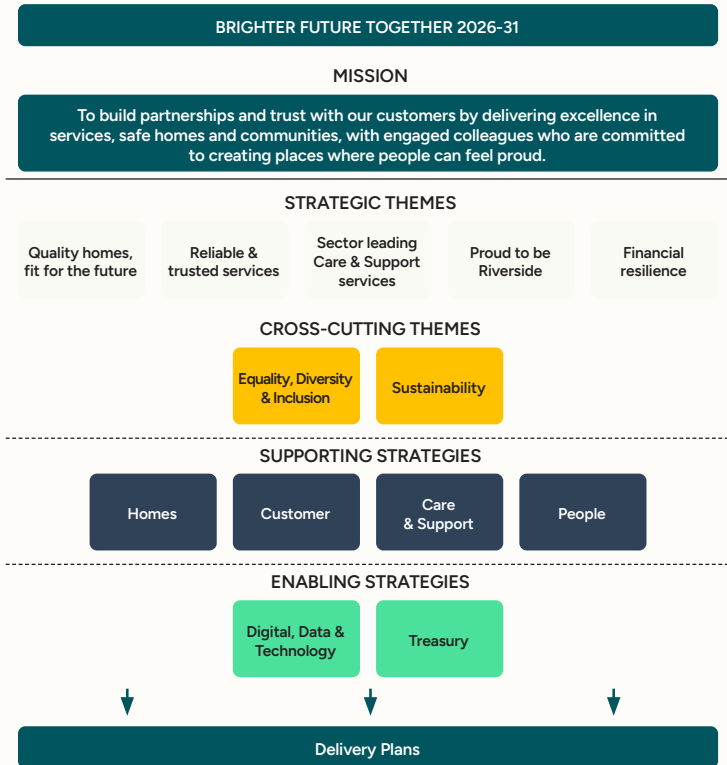 BRIGHTER FUTURE TOGETHER 2026-31
MISSION
To build partnerships and trust with our customers by delivering excellence in
services, safe homes and communities, with engaged colleagues who are committed
to creating places where people can feel proud.
STRATEGIC THEMES
Quality homes,
fit for the future
Reliable &
trusted services
Sector leading
Care & Support
services
Proud to be
Riverside
Financial
resilience
CROSS-CUTTING THEMES
Equality, Diversity
& Inclusion
Sustainability
SUPPORTING STRATEGIES
Homes
Customer
Care
& Support
People
ENABLING STRATEGIES
Digital, Data &
Technology
Treasury
Delivery Plans